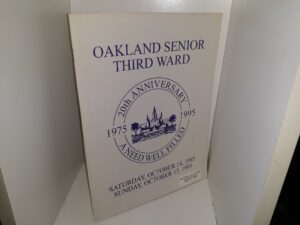 OAKLAND SENIOR
THIRD WARD
20th ANNIVERSARY
1975 1995
A NEED WELL FILLED
SATURDAY, OCTOBER 14, 1995
SUNDAY, OCTOBER 15, 1995